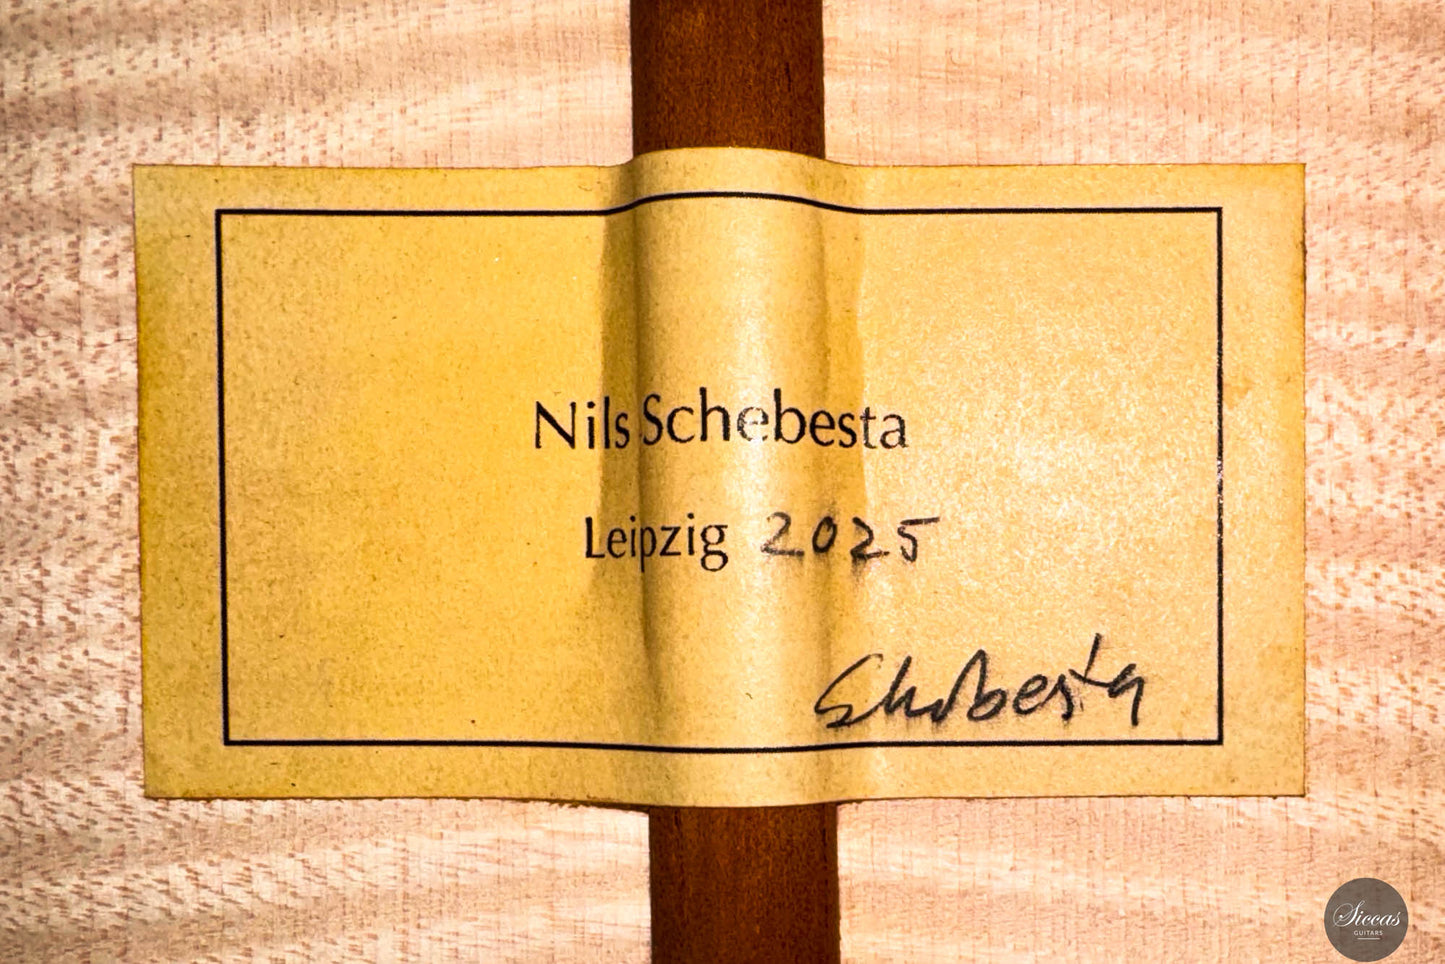 Nils Schebesta
Leipzig 2025
Schebesta
Siccas
GUITARS